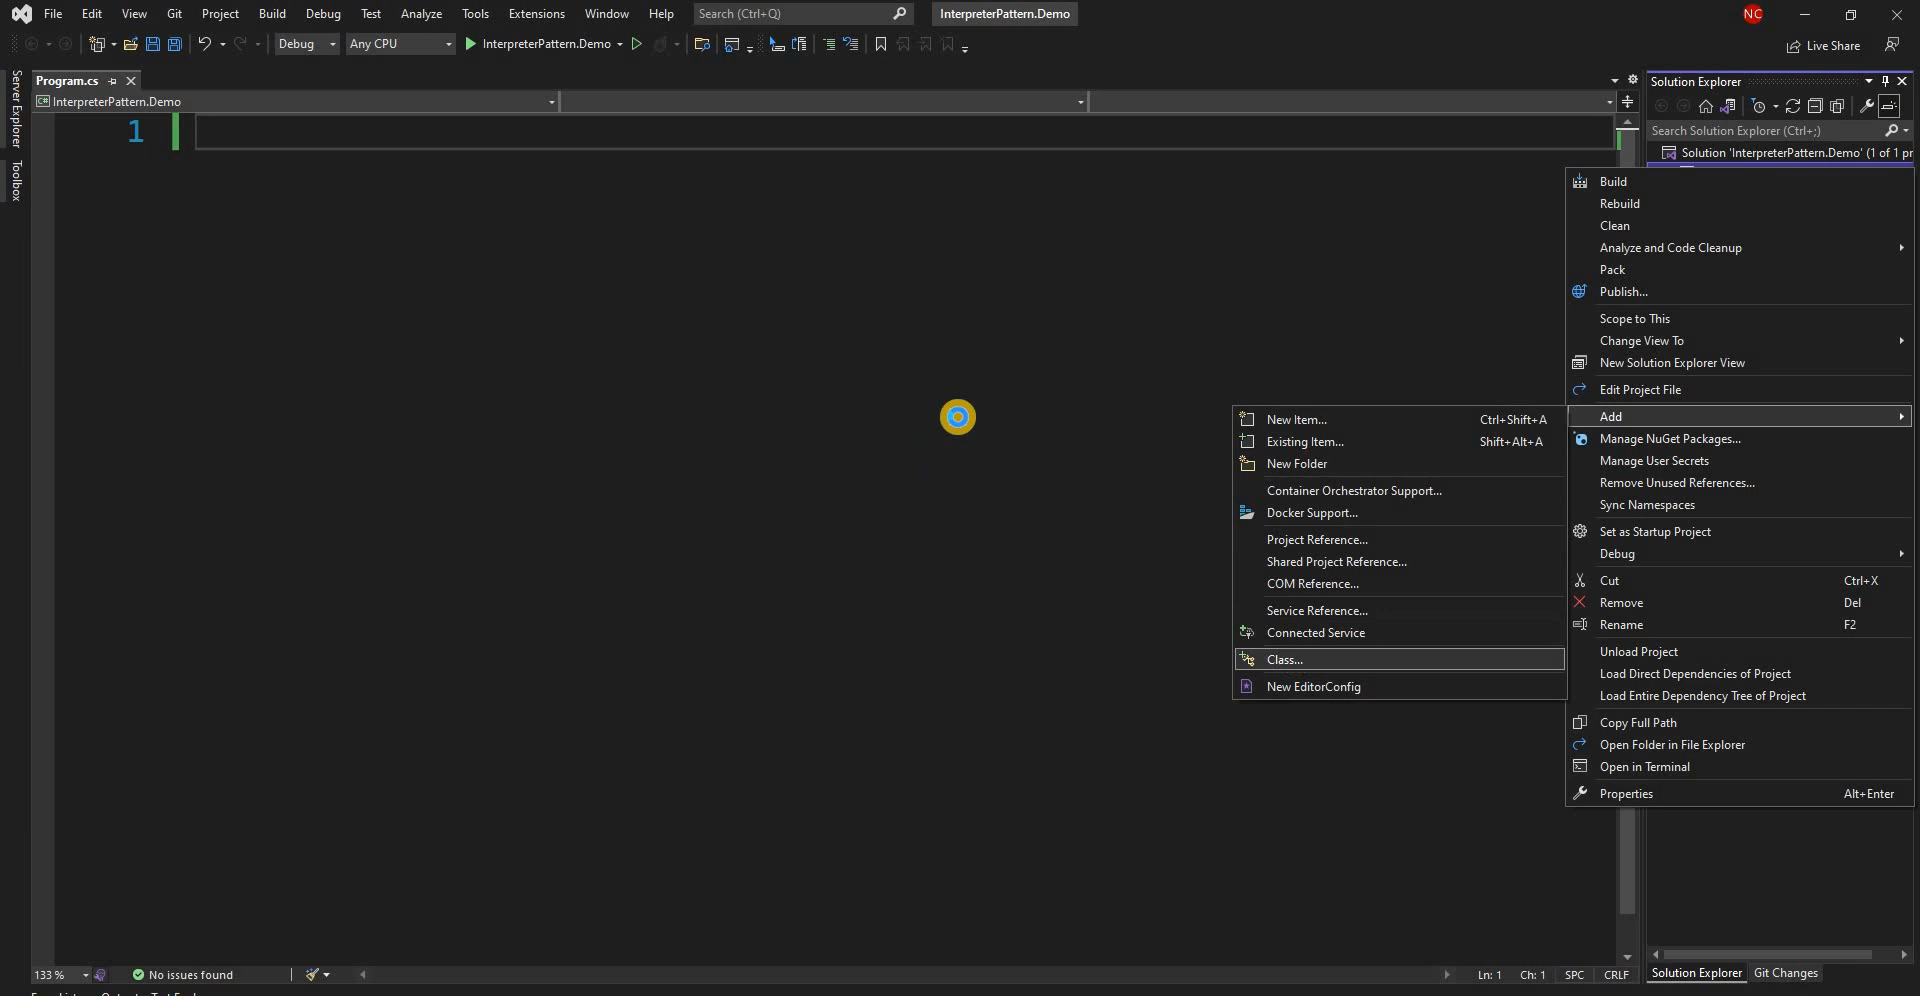 File Edit View Git Project Build Debug Test Analyze Tools Extensions Window Help Search (Ctrl+Q) InterpreterPattern.Demo NC
Debug Any CPU InterpreterPattern.Demo Live Share
Server Explorer
Toolbox
Program.cs
InterpreterPattern.Demo
1
Solution Explorer
Search Solution Explorer (Ctrl+;)
Solution 'InterpreterPattern.Demo' (1 of 1 pr
Build
Rebuild
Clean
Analyze and Code Cleanup
Pack
Publish...
Scope to This
Change View To
New Solution Explorer View
Edit Project File
Add
Manage NuGet Packages...
Manage User Secrets
Remove Unused References...
Sync Namespaces
Set as Startup Project
Debug
Cut Ctrl+X
Remove Del
Rename F2
Unload Project
Load Direct Dependencies of Project
Load Entire Dependency Tree of Project
Copy Full Path
Open Folder in File Explorer
Open in Terminal
Properties Alt+Enter
New Item... Ctrl+Shift+A
Existing Item... Shift+Alt+A
New Folder
Container Orchestrator Support...
Docker Support...
Project Reference...
Shared Project Reference...
COM Reference...
Service Reference...
Connected Service
Class...
New EditorConfig
133 % No issues found Ln: 1 Ch: 1 SPC CRLF
Solution Explorer Git Changes